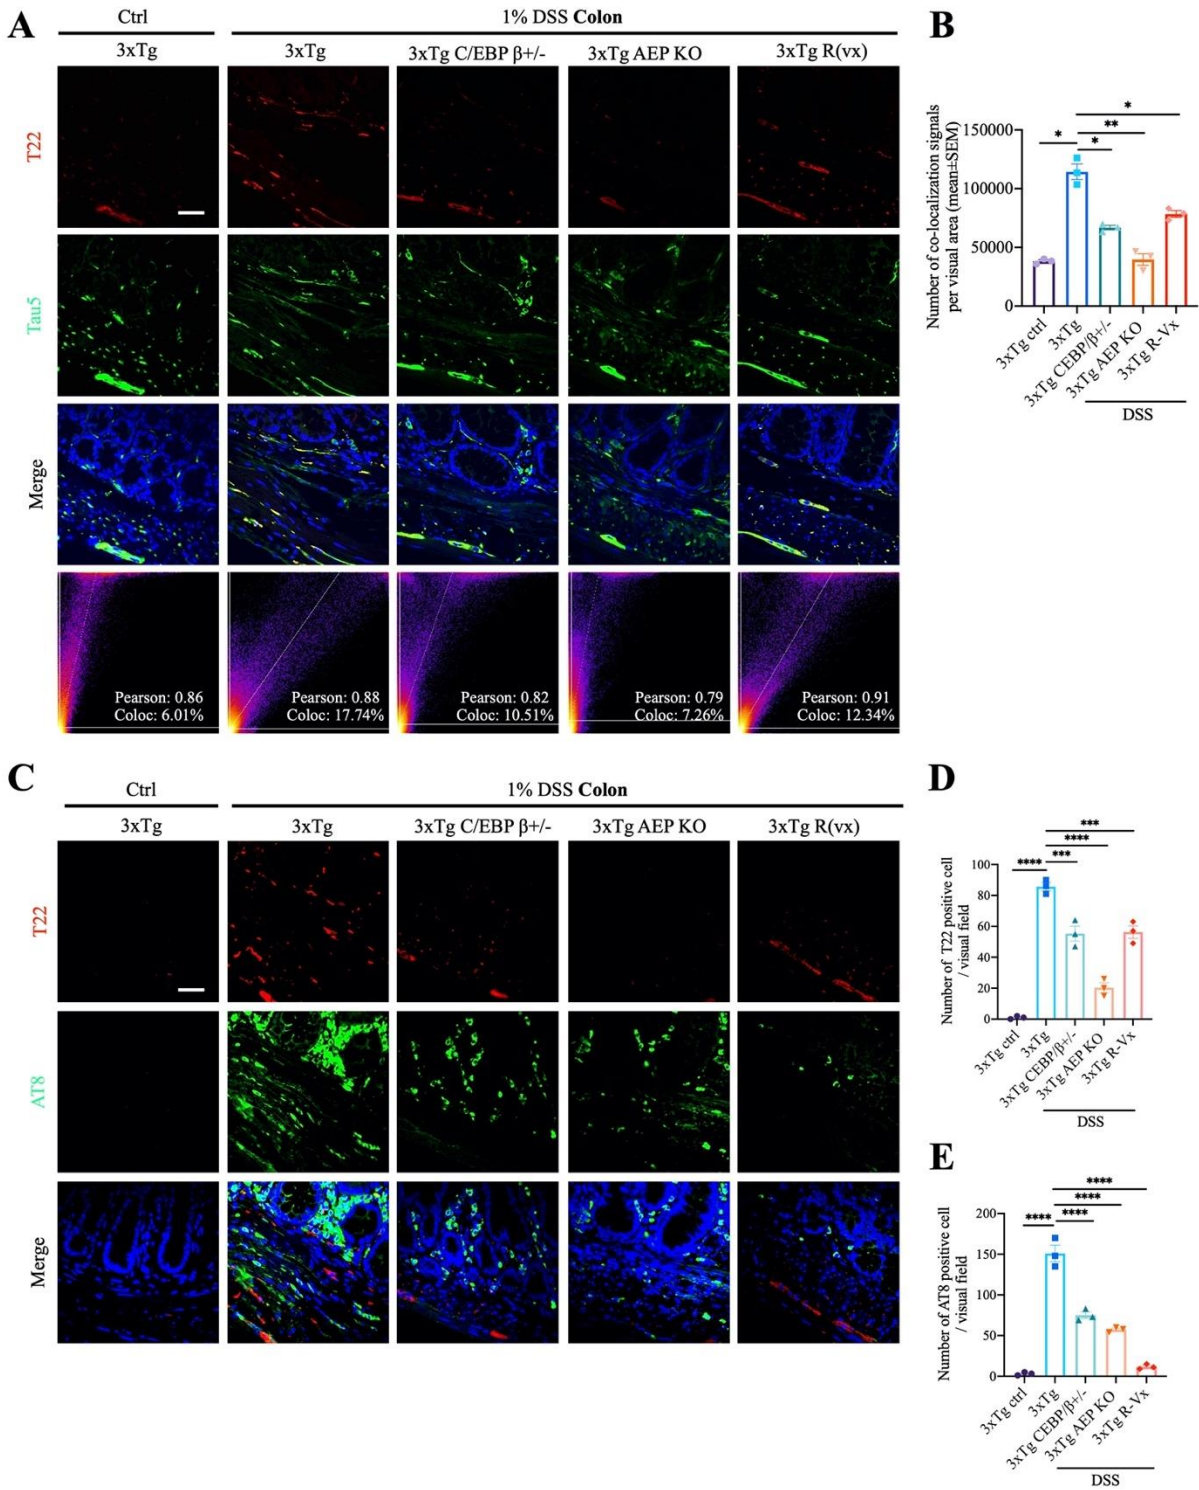 A
Ctrl
1% DSS Colon
3xTg
3xTg
3xTg C/EBP β+/-
3xTg AEP KO
3xTg R(vx)
T22
Tau5
Merge
Pearson: 0.86
Coloc: 6.01%
Pearson: 0.88
Coloc: 17.74%
Pearson: 0.82
Coloc: 10.51%
Pearson: 0.79
Coloc: 7.26%
Pearson: 0.91
Coloc: 12.34%
B
Number of co-localization signals
per visual area (mean±SEM)
150000
100000
50000
0
*
*
**
*
3xTg ctrl
3xTg
3xTg CEBP/β+/-
3xTg AEP KO
3xTg R-Vx
DSS
C
Ctrl
1% DSS Colon
3xTg
3xTg
3xTg C/EBP β+/-
3xTg AEP KO
3xTg R(vx)
T22
AT8
Merge
D
Number of T22 positive cell
/ visual field
100
80
60
40
20
0
****
***
****
***
3xTg ctrl
3xTg
3xTg CEBP/β+/-
3xTg AEP KO
3xTg R-Vx
DSS
E
Number of AT8 positive cell
/ visual field
200
150
100
50
0
****
****
****
****
3xTg ctrl
3xTg
3xTg CEBP/β+/-
3xTg AEP KO
3xTg R-Vx
DSS